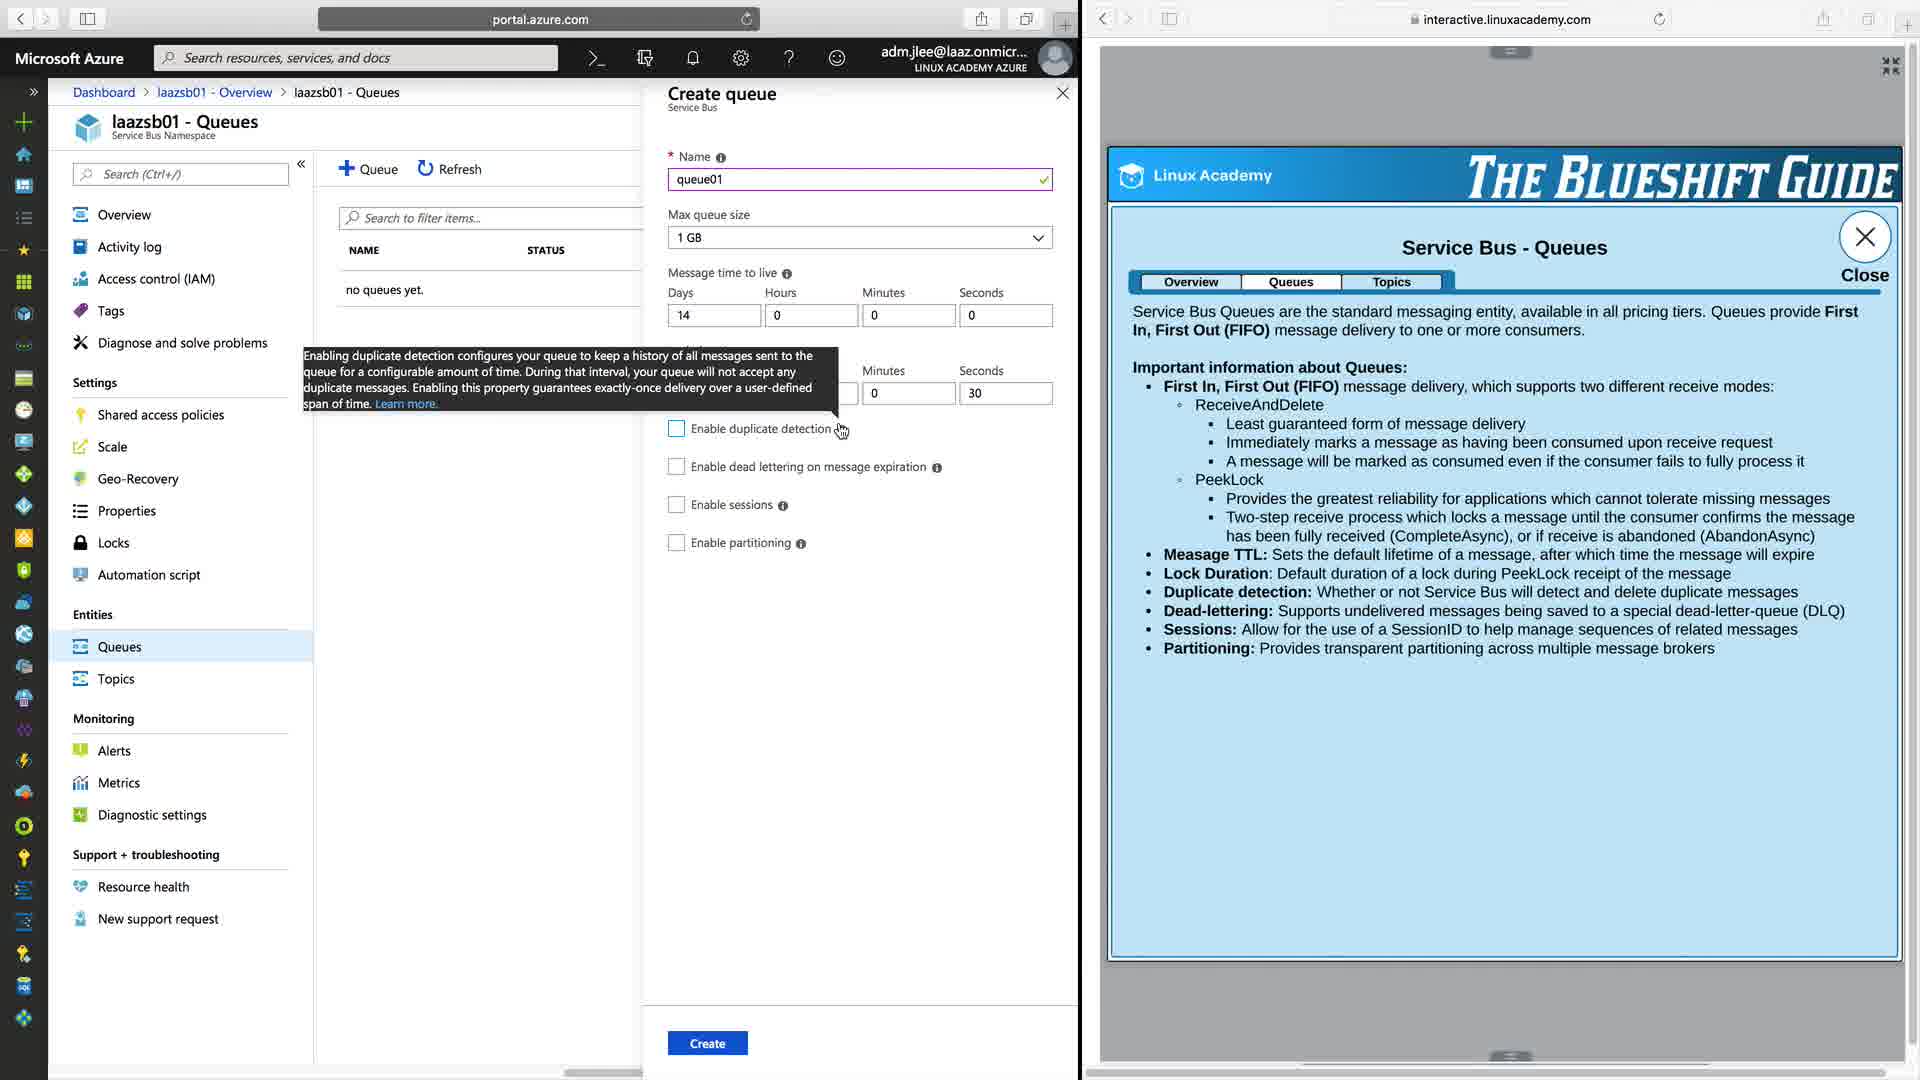 portal.azure.com
Microsoft Azure
Search resources, services, and docs
adm.jlee@laaz.onmicr...
LINUX ACADEMY AZURE
Dashboard > laazsb01 - Overview > laazsb01 - Queues
laazsb01 - Queues
Service Bus Namespace
Search (Ctrl+/)
Overview
Activity log
Access control (IAM)
Tags
Diagnose and solve problems
Settings
Shared access policies
Scale
Geo-Recovery
Properties
Locks
Automation script
Entities
Queues
Topics
Monitoring
Alerts
Metrics
Diagnostic settings
Support + troubleshooting
Resource health
New support request
Queue
Refresh
Search to filter items...
NAME
STATUS
no queues yet.
Create queue
Service Bus
* Name
queue01
Max queue size
1 GB
Message time to live
Days Hours Minutes Seconds
14 0 0 0
Enabling duplicate detection configures your queue to keep a history of all messages sent to the
queue for a configurable amount of time. During that interval, your queue will not accept any
duplicate messages. Enabling this property guarantees exactly-once delivery over a user-defined
span of time. Learn more.
Minutes Seconds
0 30
Enable duplicate detection
Enable dead lettering on message expiration
Enable sessions
Enable partitioning
Create
interactive.linuxacademy.com
Linux Academy
THE BLUESHIFT GUIDE
Service Bus - Queues
Close
Overview Queues Topics
Service Bus Queues are the standard messaging entity, available in all pricing tiers. Queues provide First
In, First Out (FIFO) message delivery to one or more consumers.
Important information about Queues:
• First In, First Out (FIFO) message delivery, which supports two different receive modes:
◦ ReceiveAndDelete
▪ Least guaranteed form of message delivery
▪ Immediately marks a message as having been consumed upon receive request
▪ A message will be marked as consumed even if the consumer fails to fully process it
◦ PeekLock
▪ Provides the greatest reliability for applications which cannot tolerate missing messages
▪ Two-step receive process which locks a message until the consumer confirms the message
has been fully received (CompleteAsync), or if receive is abandoned (AbandonAsync)
• Measage TTL: Sets the default lifetime of a message, after which time the message will expire
• Lock Duration: Default duration of a lock during PeekLock receipt of the message
• Duplicate detection: Whether or not Service Bus will detect and delete duplicate messages
• Dead-lettering: Supports undelivered messages being saved to a special dead-letter-queue (DLQ)
• Sessions: Allow for the use of a SessionID to help manage sequences of related messages
• Partitioning: Provides transparent partitioning across multiple message brokers